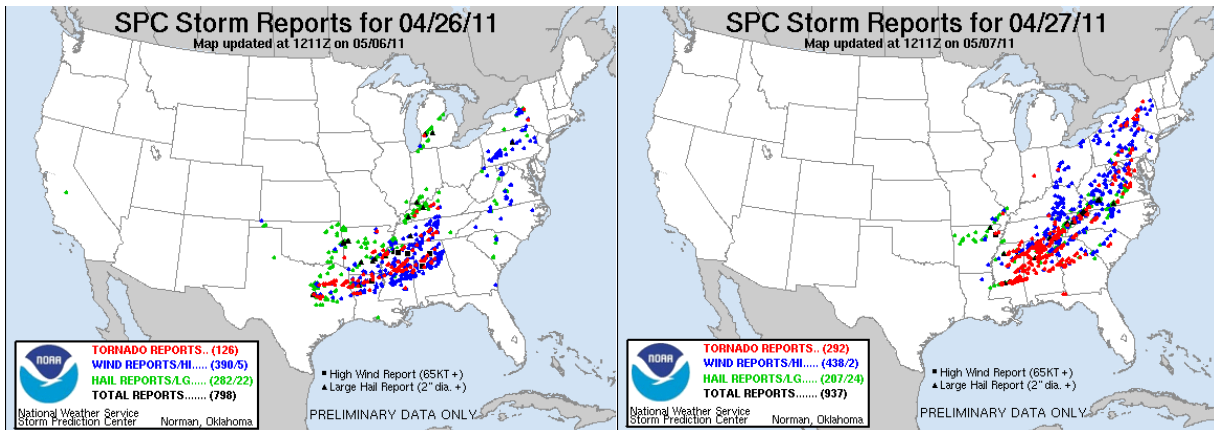 SPC Storm Reports for 04/26/11
Map updated at 1211Z on 05/06/11
TORNADO REPORTS.. (126)
WIND REPORTS/HI..... (390/5)
HAIL REPORTS/LG..... (282/22)
TOTAL REPORTS....... (798)
NOAA
National Weather Service
Storm Prediction Center Norman, Oklahoma
■ High Wind Report (65KT +)
▲ Large Hail Report (2" dia. +)
PRELIMINARY DATA ONLY
SPC Storm Reports for 04/27/11
Map updated at 1211Z on 05/07/11
TORNADO REPORTS... (292)
WIND REPORTS/HI..... (438/2)
HAIL REPORTS/LG..... (207/24)
TOTAL REPORTS....... (937)
NOAA
National Weather Service
Storm Prediction Center Norman, Oklahoma
■ High Wind Report (65KT +)
▲ Large Hail Report (2" dia. +)
PRELIMINARY DATA ONLY